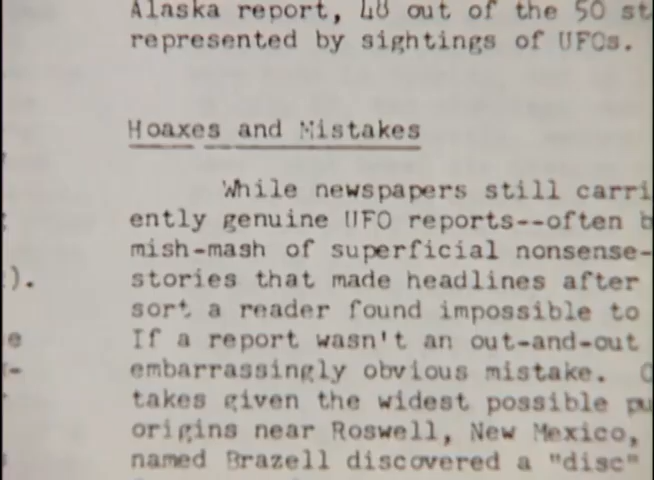 Alaska report, 48 out of the 50 st
represented by sightings of UFOs.
Hoaxes and Mistakes
While newspapers still carri
ently genuine UFO reports--often b
mish-mash of superficial nonsense-
stories that made headlines after
sort a reader found impossible to
If a report wasn't an out-and-out
embarrassingly obvious mistake.
takes given the widest possible pu
origins near Roswell, New Mexico,
named Brazell discovered a "disc"